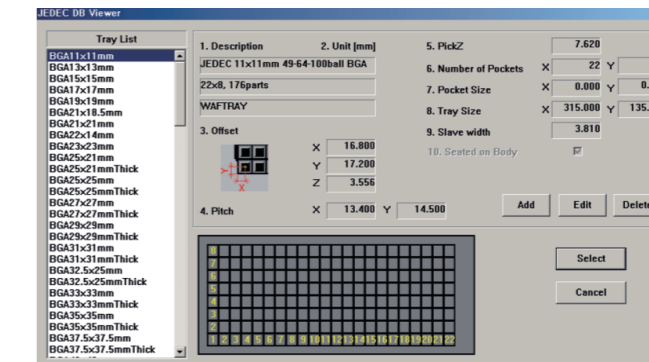 JEDEC DB Viewer
Tray List
BGA11x11mm
BGA13x13mm
BGA15x15mm
BGA17x17mm
BGA19x19mm
BGA21x18.5mm
BGA21x21mm
BGA22x14mm
BGA23x23mm
BGA25x21mm
BGA25x21mmThick
BGA25x25mm
BGA25x25mmThick
BGA27x27mm
BGA27x27mmThick
BGA29x29mm
BGA29x29mmThick
BGA31x31mm
BGA31x31mmThick
BGA32.5x25mm
BGA32.5x25mmThick
BGA33x33mm
BGA33x33mmThick
BGA35x35mm
BGA35x35mmThick
BGA37.5x37.5mm
BGA37.5x37.5mmThick
1. Description 2. Unit [mm]
JEDEC 11x11mm 49-64-100ball BGA
22x8, 176parts
WAFTRAY
3. Offset
X 16.800
Y 17.200
Z 3.556
Y
X
4. Pitch X 13.400 Y 14.500
5. PickZ 7.620
6. Number of Pockets X 22 Y
7. Pocket Size X 0.000 Y 0.
8. Tray Size X 315.000 Y 135.
9. Slave width 3.810
10. Seated on Body
Add Edit Delete
8
7
6
5
4
3
2
1 2 3 4 5 6 7 8 9 10 11 12 13 14 15 16 17 18 19 20 21 22
Select
Cancel